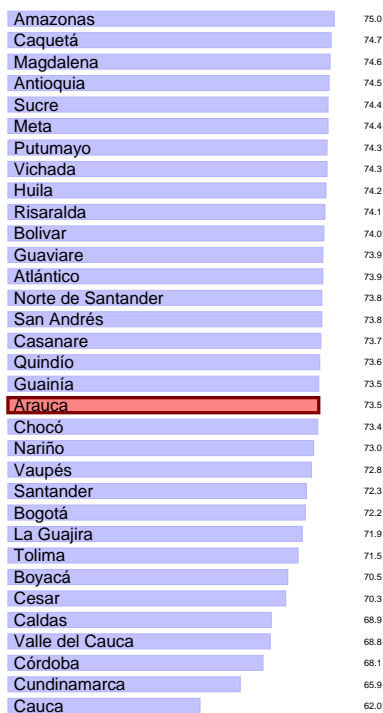 Amazonas 75.0
Caquetá 74.7
Magdalena 74.6
Antioquia 74.5
Sucre 74.4
Meta 74.4
Putumayo 74.3
Vichada 74.3
Huila 74.2
Risaralda 74.1
Bolivar 74.0
Guaviare 73.9
Atlántico 73.9
Norte de Santander 73.8
San Andrés 73.8
Casanare 73.7
Quindío 73.6
Guainía 73.5
Arauca 73.5
Chocó 73.4
Nariño 73.0
Vaupés 72.8
Santander 72.3
Bogotá 72.2
La Guajira 71.9
Tolima 71.5
Boyacá 70.5
Cesar 70.3
Caldas 68.9
Valle del Cauca 68.8
Córdoba 68.1
Cundinamarca 65.9
Cauca 62.0